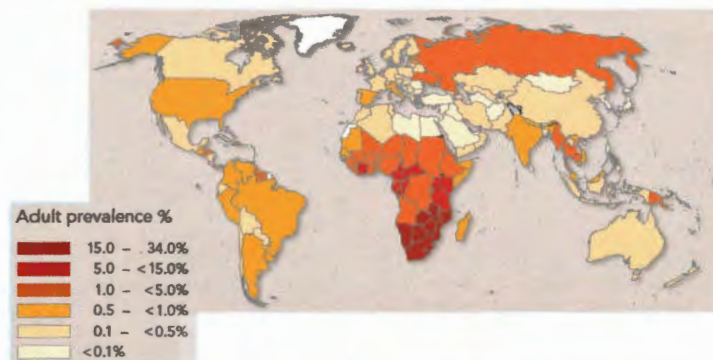 Adult prevalence %
15.0 – . 34.0%
5.0 – <15.0%
1.0 – <5.0%
0.5 – <1.0%
0.1 – <0.5%
<0.1%